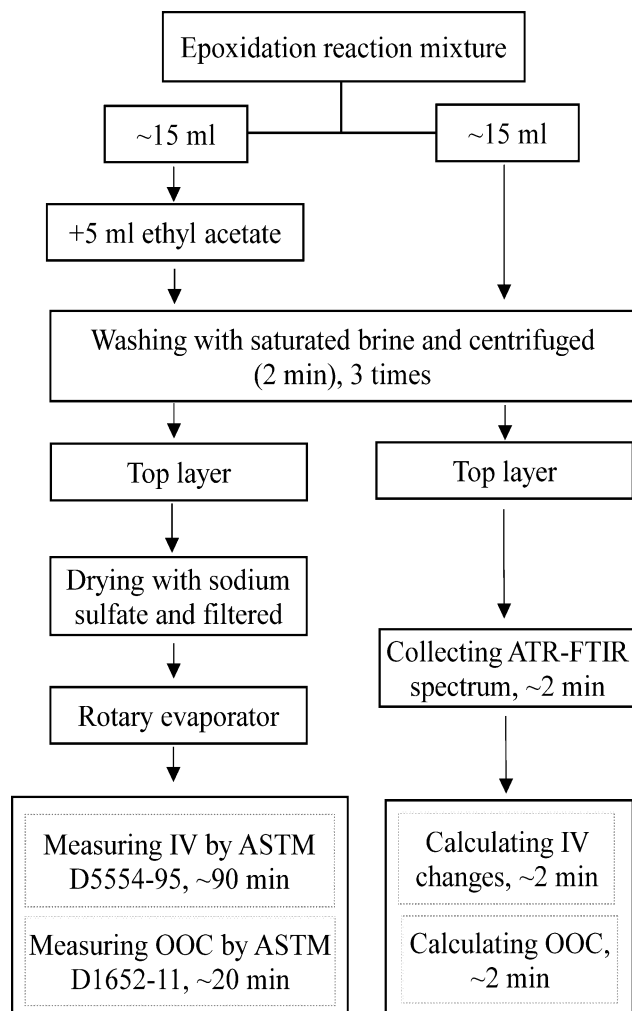 Epoxidation reaction mixture
~15 ml
~15 ml
+5 ml ethyl acetate
Washing with saturated brine and centrifuged
(2 min), 3 times
Top layer
Top layer
Drying with sodium
sulfate and filtered
Collecting ATR-FTIR
spectrum, ~2 min
Rotary evaporator
Measuring IV by ASTM
D5554-95, ~90 min
Measuring OOC by ASTM
D1652-11, ~20 min
Calculating IV
changes, ~2 min
Calculating OOC,
~2 min